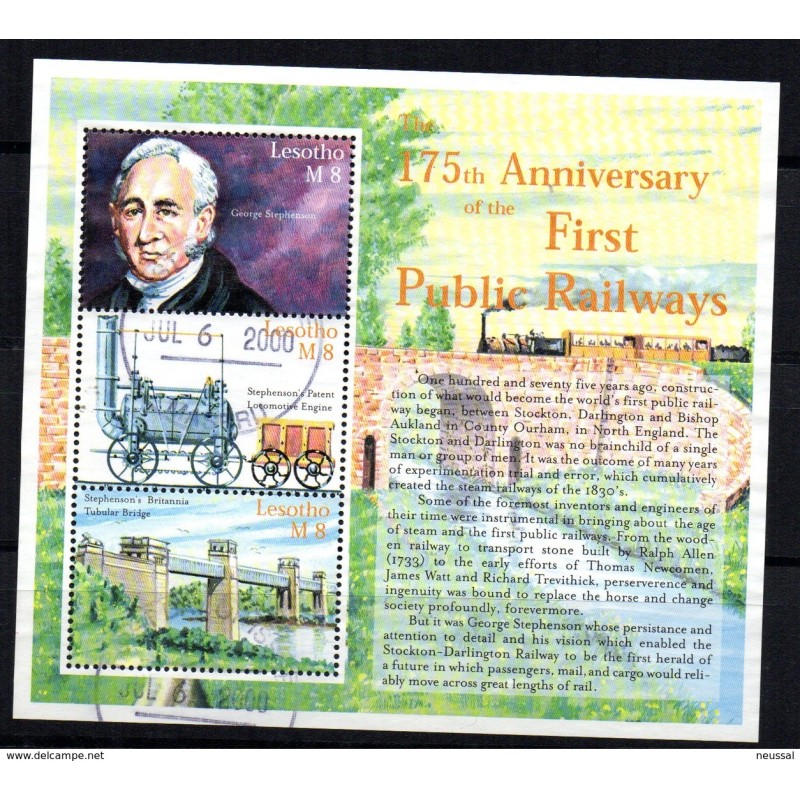 The
175th Anniversary
of the
First
Public Railways
Lesotho
M 8
George Stephenson
JUL 6 2000
Lesotho
M 8
Stephenson's Patent
Locomotive Engine
Stephenson's Britannia
Tubular Bridge
Lesotho
M 8
JUL 6 2000
One hundred and seventy five years ago, construc-
tion of what would become the world's first public rail-
way began, between Stockton, Darlington and Bishop
Aukland in County Ourham, in North England. The
Stockton and Darlington was no brainchild of a single
man or group of men. It was the outcome of many years
of experimentation trial and error, which cumulatively
created the steam railways of the 1830's.
Some of the foremost inventors and engineers of
their time were instrumental in bringing about the age
of steam and the first public railways. From the wood-
en railway to transport stone built by Ralph Allen
(1733) to the early efforts of Thomas Newcomen,
James Watt and Richard Trevithick, perserverence and
ingenuity was bound to replace the horse and change
society profoundly, forevermore.
But it was George Stephenson whose persistance and
attention to detail and his vision which enabled the
Stockton-Darlington Railway to be the first herald of
a future in which passengers, mail, and cargo would reli-
ably move across great lengths of rail.
www.delcampe.net
neussal